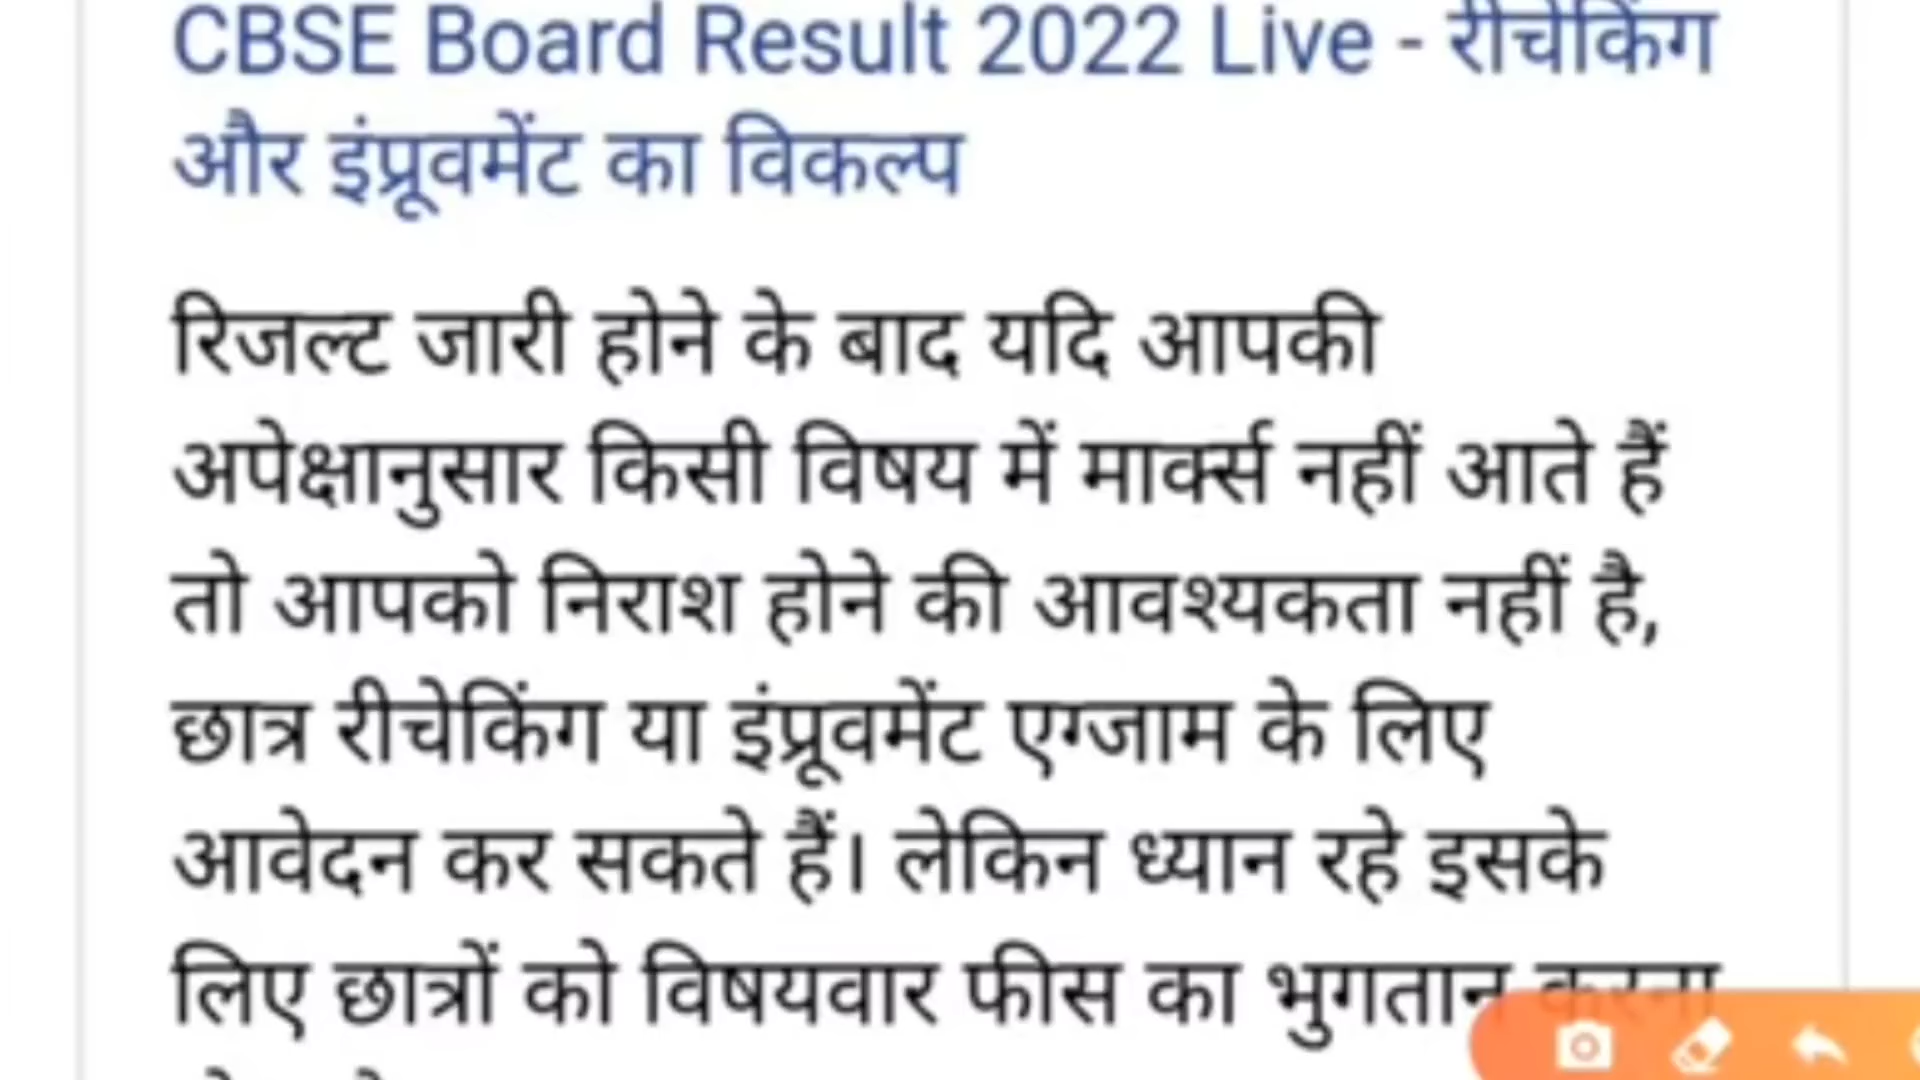 CBSE Board Result 2022 Live - रीचेकिंग
और इंप्रूवमेंट का विकल्प
रिजल्ट जारी होने के बाद यदि आपकी
अपेक्षानुसार किसी विषय में मार्क्स नहीं आते हैं
तो आपको निराश होने की आवश्यकता नहीं है,
छात्र रीचेकिंग या इंप्रूवमेंट एग्जाम के लिए
आवेदन कर सकते हैं। लेकिन ध्यान रहे इसके
लिए छात्रों को विषयवार फीस का भुगतान करना